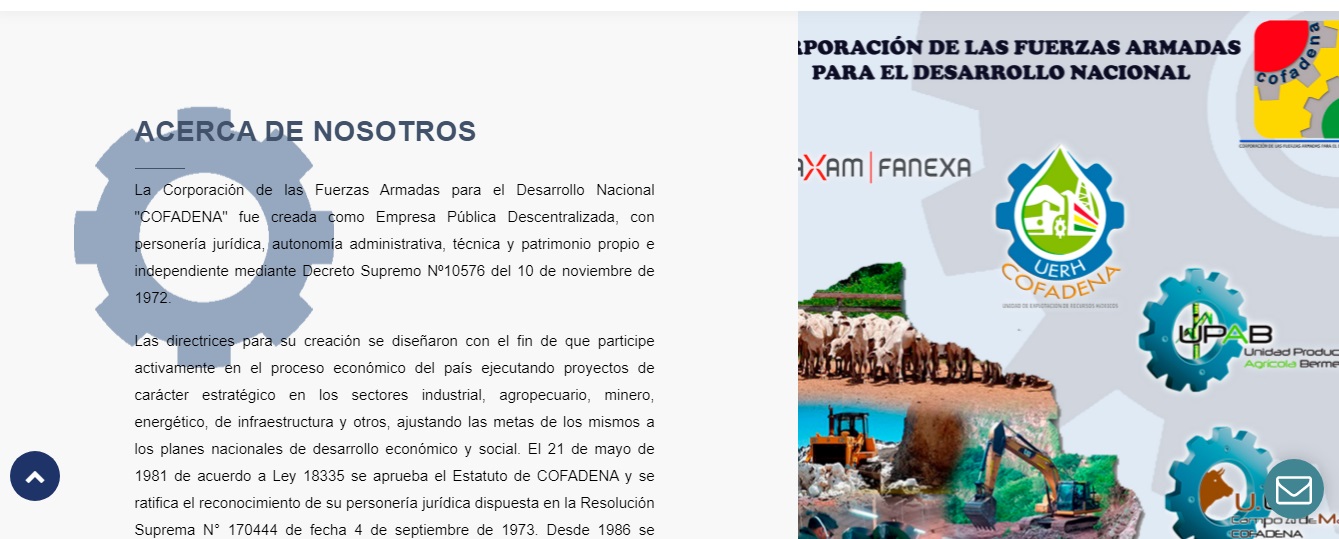 ACERCA DE NOSOTROS
La Corporación de las Fuerzas Armadas para el Desarrollo Nacional
"COFADENA" fue creada como Empresa Pública Descentralizada, con
personería jurídica, autonomía administrativa, técnica y patrimonio propio e
independiente mediante Decreto Supremo Nº10576 del 10 de noviembre de
1972.
Las directrices para su creación se diseñaron con el fin de que participe
activamente en el proceso económico del país ejecutando proyectos de
carácter estratégico en los sectores industrial, agropecuario, minero,
energético, de infraestructura y otros, ajustando las metas de los mismos a
los planes nacionales de desarrollo económico y social. El 21 de mayo de
1981 de acuerdo a Ley 18335 se aprueba el Estatuto de COFADENA y se
ratifica el reconocimiento de su personería jurídica dispuesta en la Resolución
Suprema N° 170444 de fecha 4 de septiembre de 1973. Desde 1986 se
RPORACIÓN DE LAS FUERZAS ARMADAS
PARA EL DESARROLLO NACIONAL
cofadena
AXAM | FANEXA
UERH
COFADENA
UPAB
Unidad Produc
Agrícola Berme
COFADENA